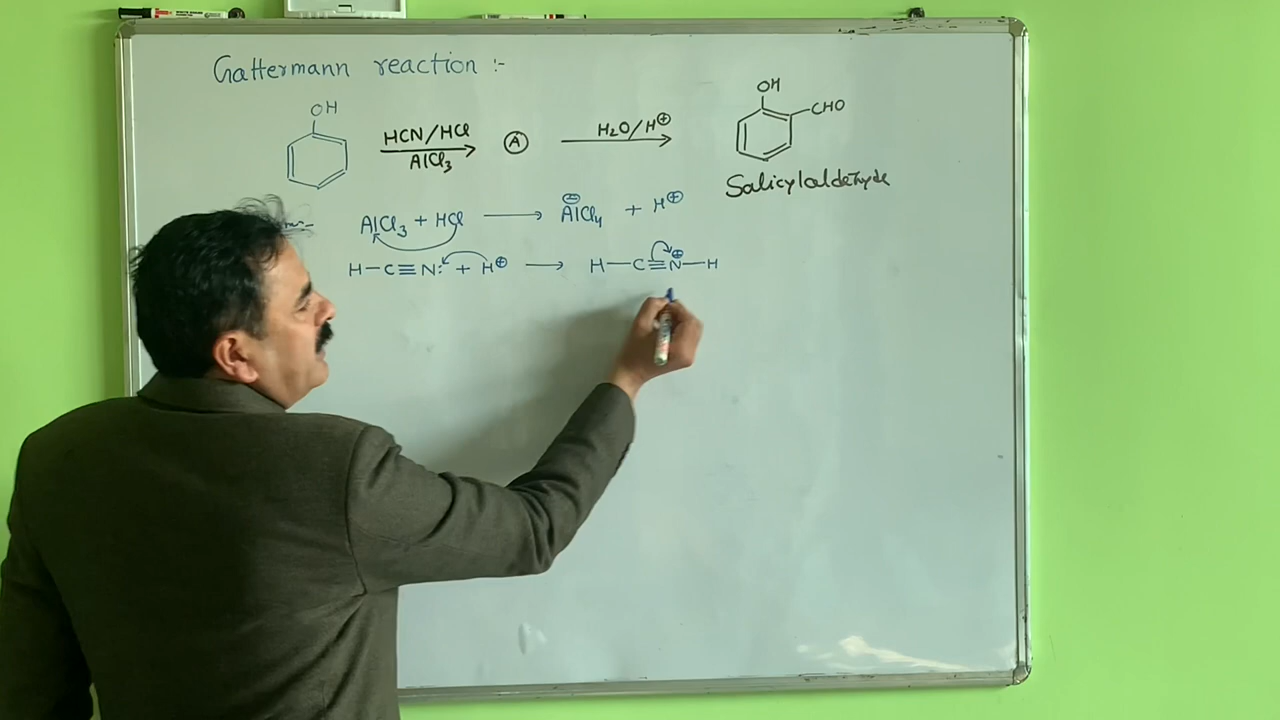 Gattermann reaction :-
OH
HCN/HCl
AlCl₃
A
H₂O/H⊕
OH
CHO
Salicylaldehyde
AlCl₃ + HCl ⟶ ⊖AlCl₄ + H⊕
H–C≡N: + H⊕ ⟶ H–C≡N⊕–H